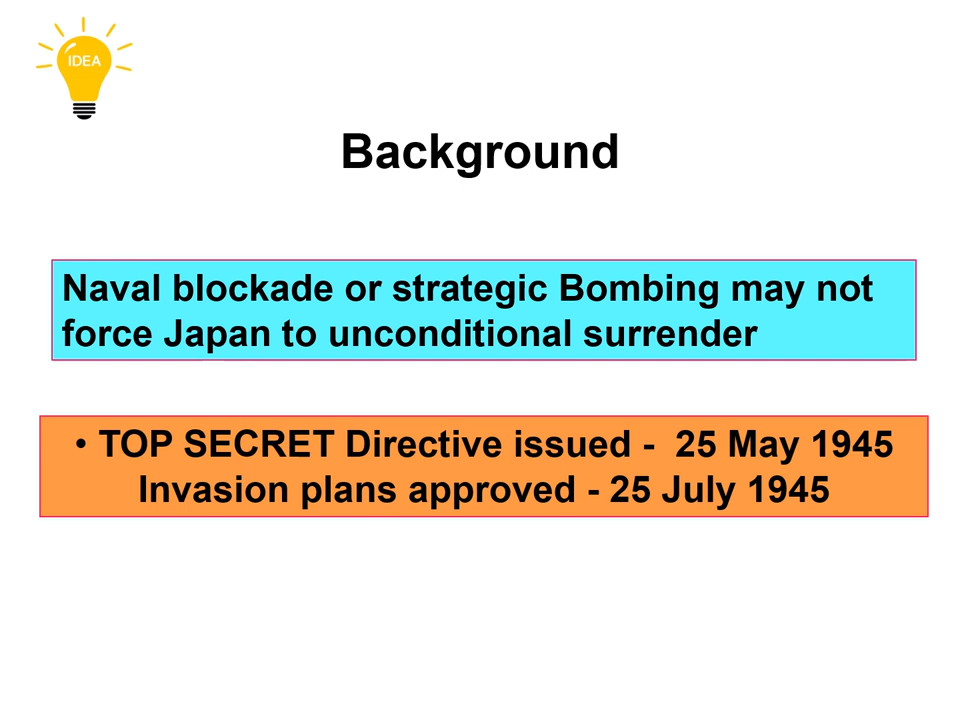 IDEA
Background
Naval blockade or strategic Bombing may not
force Japan to unconditional surrender
• TOP SECRET Directive issued -  25 May 1945
Invasion plans approved - 25 July 1945